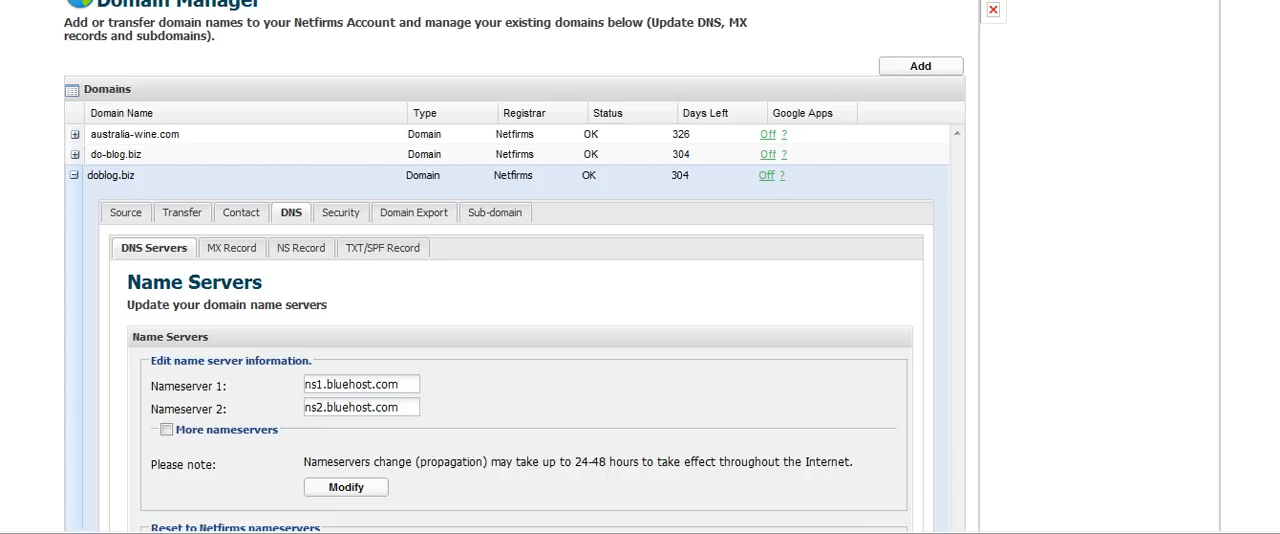 Domain Manager
Add or transfer domain names to your Netfirms Account and manage your existing domains below (Update DNS, MX
records and subdomains).
Add
Domains
Domain Name Type Registrar Status Days Left Google Apps
australia-wine.com Domain Netfirms OK 326 Off ?
do-blog.biz Domain Netfirms OK 304 Off ?
doblog.biz Domain Netfirms OK 304 Off ?
Source Transfer Contact DNS Security Domain Export Sub-domain
DNS Servers MX Record NS Record TXT/SPF Record
Name Servers
Update your domain name servers
Name Servers
Edit name server information.
Nameserver 1: ns1.bluehost.com
Nameserver 2: ns2.bluehost.com
More nameservers
Please note: Nameservers change (propagation) may take up to 24-48 hours to take effect throughout the Internet.
Modify
Reset to Netfirms nameservers